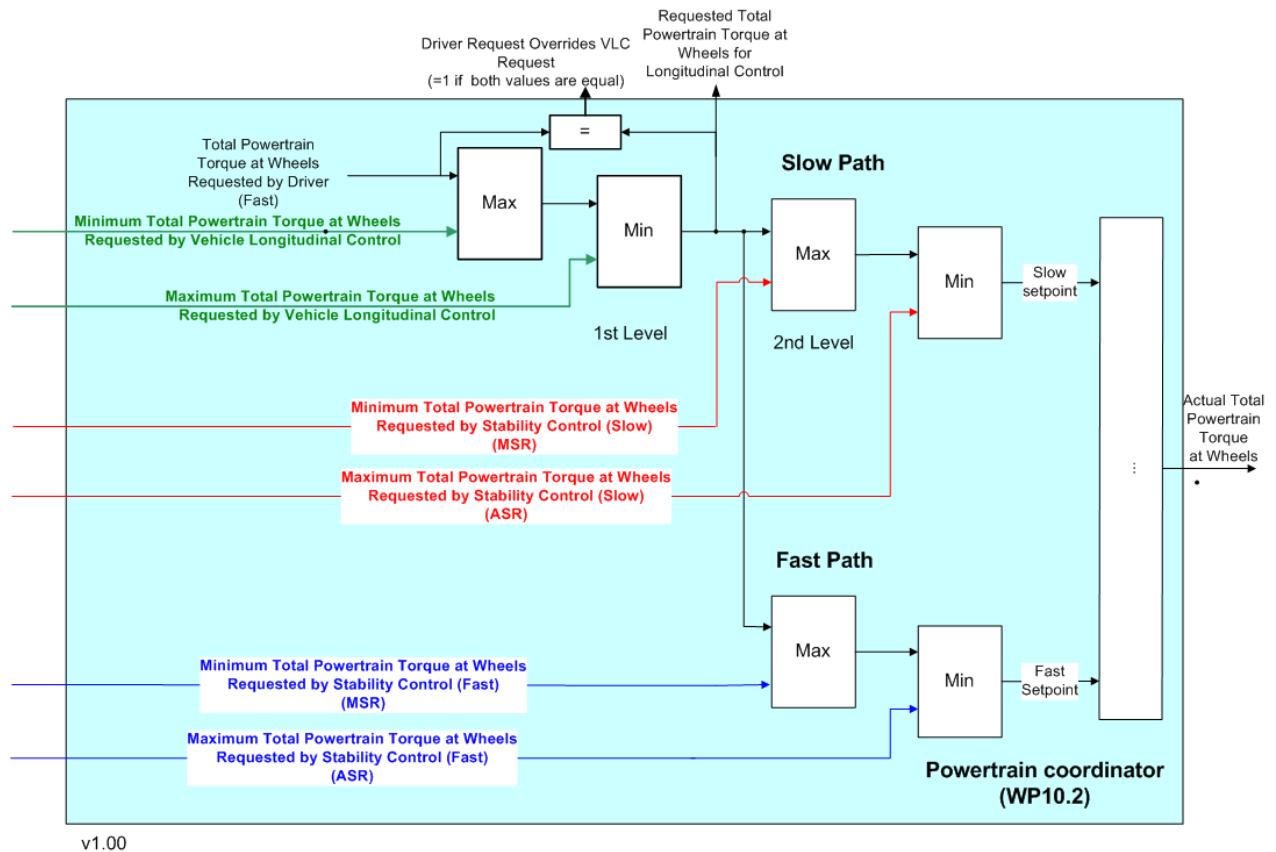 Requested Total
Powertrain Torque at
Wheels for
Longitudinal Control
Driver Request Overrides VLC
Request
(=1 if both values are equal)
=
Total Powertrain
Torque at Wheels
Requested by Driver
(Fast)
Max
Min
Slow Path
Max
Min
Slow
setpoint
Minimum Total Powertrain Torque at Wheels
Requested by Vehicle Longitudinal Control
Maximum Total Powertrain Torque at Wheels
Requested by Vehicle Longitudinal Control
1st Level
2nd Level
Minimum Total Powertrain Torque at Wheels
Requested by Stability Control (Slow)
(MSR)
Maximum Total Powertrain Torque at Wheels
Requested by Stability Control (Slow)
(ASR)
...
Actual Total
Powertrain
Torque
at Wheels
Fast Path
Max
Min
Fast
Setpoint
Minimum Total Powertrain Torque at Wheels
Requested by Stability Control (Fast)
(MSR)
Maximum Total Powertrain Torque at Wheels
Requested by Stability Control (Fast)
(ASR)
Powertrain coordinator
(WP10.2)
v1.00